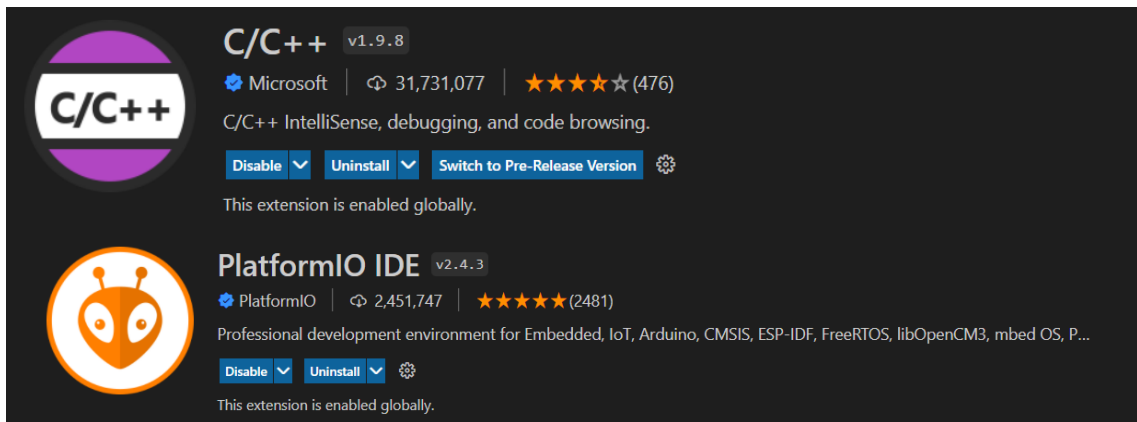 C/C++
C/C++ v1.9.8
Microsoft 31,731,077 (476)
C/C++ IntelliSense, debugging, and code browsing.
Disable Uninstall Switch to Pre-Release Version
This extension is enabled globally.
PlatformIO IDE v2.4.3
PlatformIO 2,451,747 (2481)
Professional development environment for Embedded, IoT, Arduino, CMSIS, ESP-IDF, FreeRTOS, libOpenCM3, mbed OS, P...
Disable Uninstall
This extension is enabled globally.